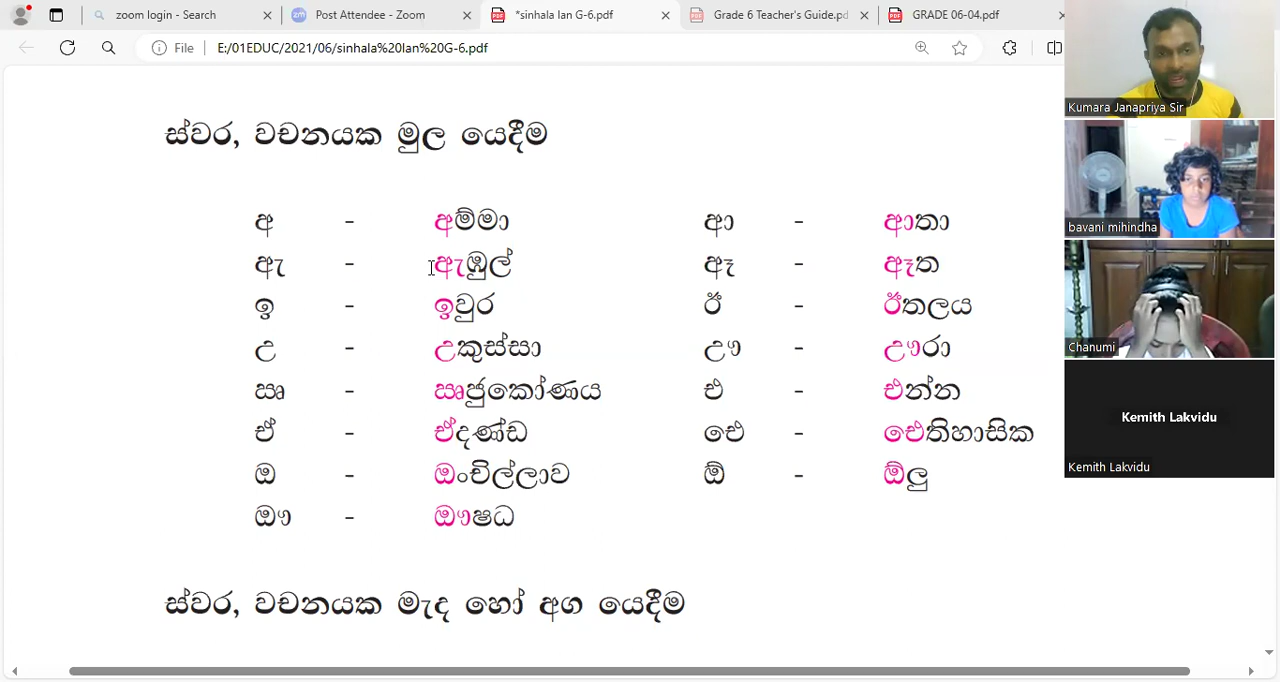 zoom login - Search
Post Attendee - Zoom
*sinhala lan G-6.pdf
Grade 6 Teacher's Guide.pd
GRADE 06-04.pdf
File E:/01EDUC/2021/06/sinhala%20lan%20G-6.pdf
ස්වර, වචනයක මුල යෙදීම
අ - අම්මා ආ - ආතා
ඇ - ඇඹුල් ඈ - ඈත
ඉ - ඉවුර ඊ - ඊතලය
උ - උකුස්සා ඌ - ඌරා
ඍ - ඍජුකෝණය එ - එන්න
ඒ - ඒදණ්ඩ ඓ - ඓතිහාසික
ඔ - ඔංචිල්ලාව ඕ - ඕලු
ඖ - ඖෂධ
ස්වර, වචනයක මැද හෝ අග යෙදීම
Kumara Janapriya Sir
bavani mihindha
Chanumi
Kemith Lakvidu
Kemith Lakvidu